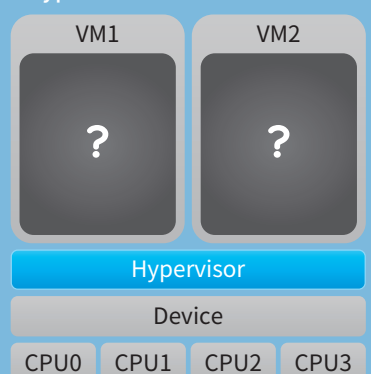 VM1 VM2
? ?
Hypervisor
Device
CPU0 CPU1 CPU2 CPU3